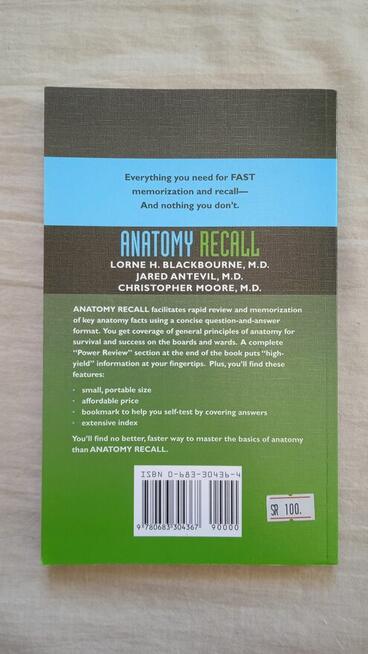 Everything you need for FAST
memorization and recall—
And nothing you don't.
ANATOMY RECALL
LORNE H. BLACKBOURNE, M.D.
JARED ANTEVIL, M.D.
CHRISTOPHER MOORE, M.D.
ANATOMY RECALL facilitates rapid review and memorization
of key anatomy facts using a concise question-and-answer
format. You get coverage of general principles of anatomy for
survival and success on the boards and wards. A complete
"Power Review" section at the end of the book puts "high-
yield" information at your fingertips. Plus, you'll find these
features:
· small, portable size
· affordable price
· bookmark to help you self-test by covering answers
· extensive index
You'll find no better, faster way to master the basics of anatomy
than ANATOMY RECALL.
ISBN 0-683-30436-4
9 780683 304367 90000
SR 100.